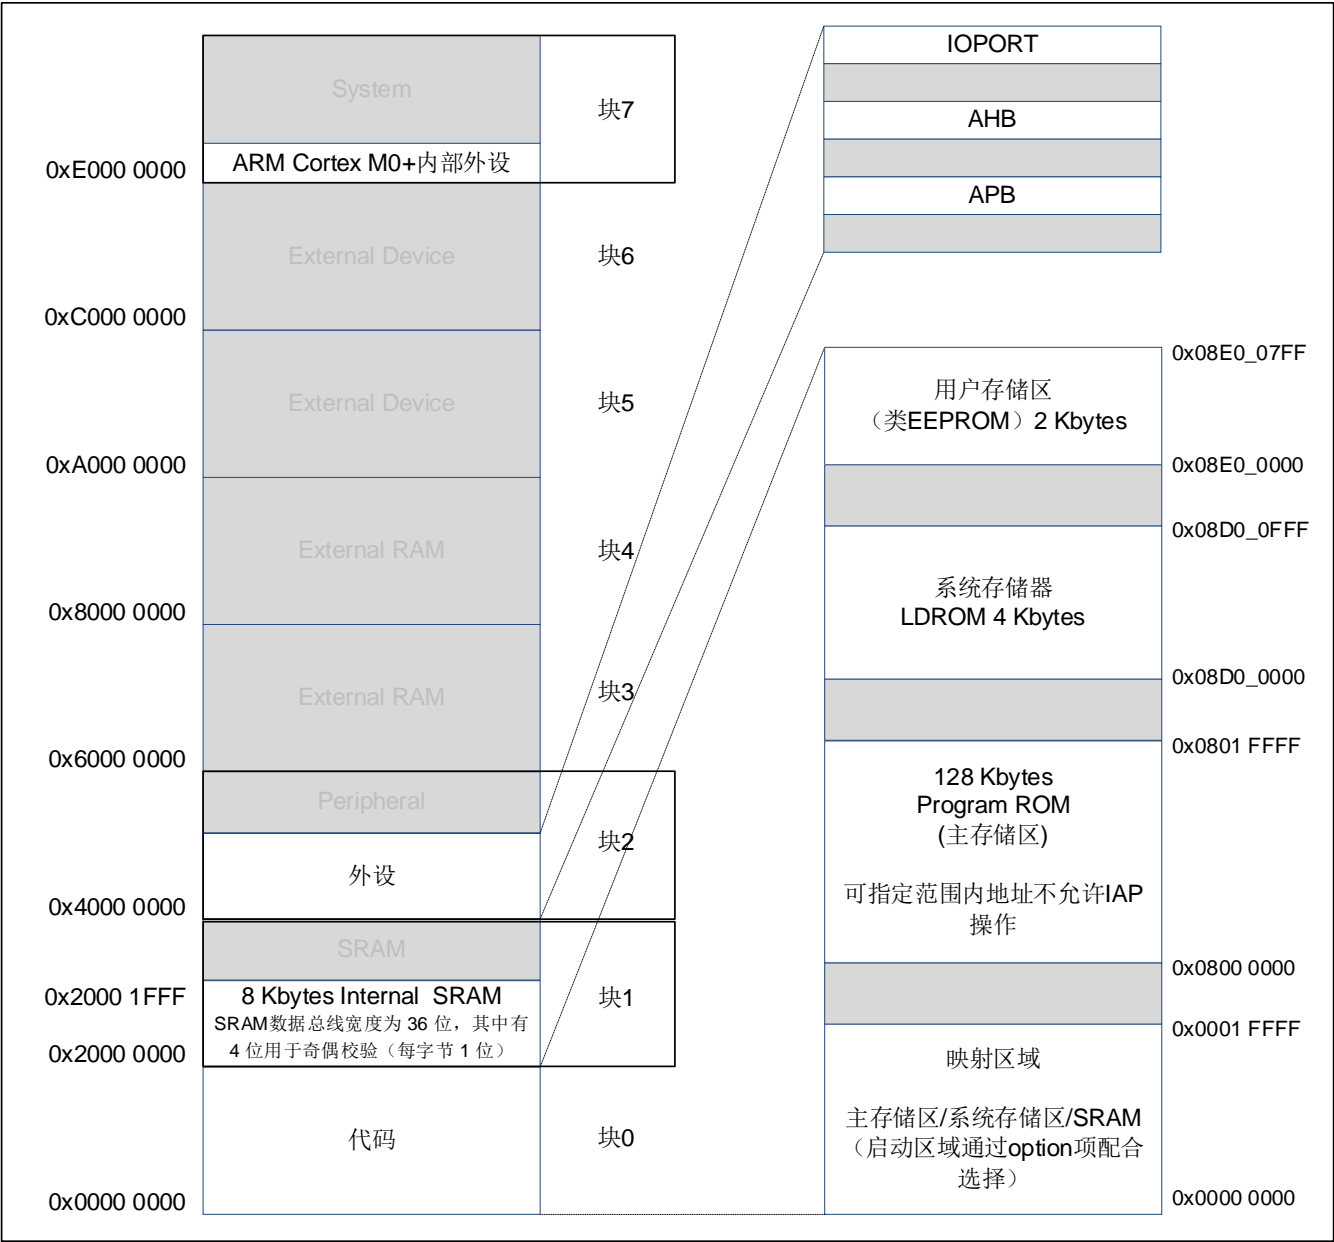 System
块7
0xE000 0000
ARM Cortex M0+内部外设
External Device
块6
0xC000 0000
External Device
块5
0xA000 0000
External RAM
块4
0x8000 0000
External RAM
块3
0x6000 0000
Peripheral
块2
外设
0x4000 0000
SRAM
0x2000 1FFF
8 Kbytes Internal SRAM
SRAM数据总线宽度为 36 位，其中有
4 位用于奇偶校验（每字节 1 位）
块1
0x2000 0000
代码
块0
0x0000 0000
IOPORT
AHB
APB
0x08E0_07FF
用户存储区
（类EEPROM）2 Kbytes
0x08E0_0000
0x08D0_0FFF
系统存储器
LDROM 4 Kbytes
0x08D0_0000
0x0801 FFFF
128 Kbytes
Program ROM
(主存储区)
可指定范围内地址不允许IAP
操作
0x0800 0000
0x0001 FFFF
映射区域
主存储区/系统存储区/SRAM
（启动区域通过option项配合
选择）
0x0000 0000